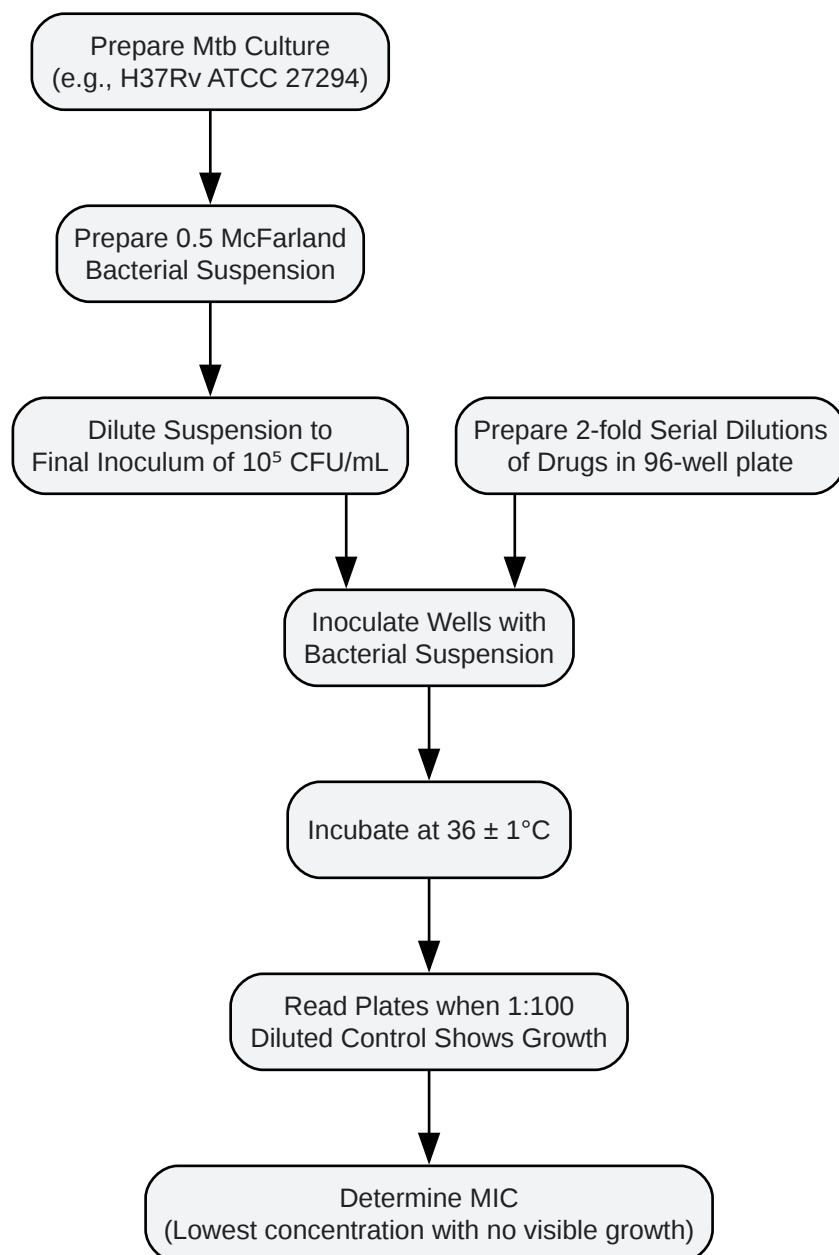 Prepare Mtb Culture
(e.g., H37Rv ATCC 27294)
Prepare 0.5 McFarland
Bacterial Suspension
Dilute Suspension to
Final Inoculum of 10⁵ CFU/mL
Prepare 2-fold Serial Dilutions
of Drugs in 96-well plate
Inoculate Wells with
Bacterial Suspension
Incubate at 36 ± 1°C
Read Plates when 1:100
Diluted Control Shows Growth
Determine MIC
(Lowest concentration with no visible growth)